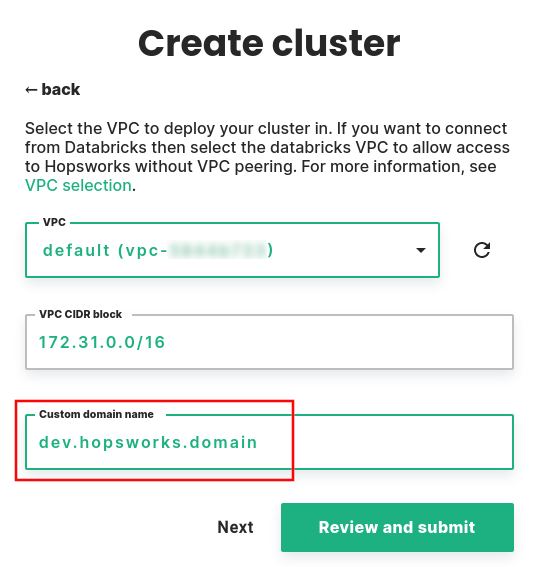 Create cluster
← back
Select the VPC to deploy your cluster in. If you want to connect
from Databricks then select the databricks VPC to allow access
to Hopsworks without VPC peering. For more information, see
VPC selection.
VPC
default (vpc- )
VPC CIDR block
172.31.0.0/16
Custom domain name
dev.hopsworks.domain
Next
Review and submit